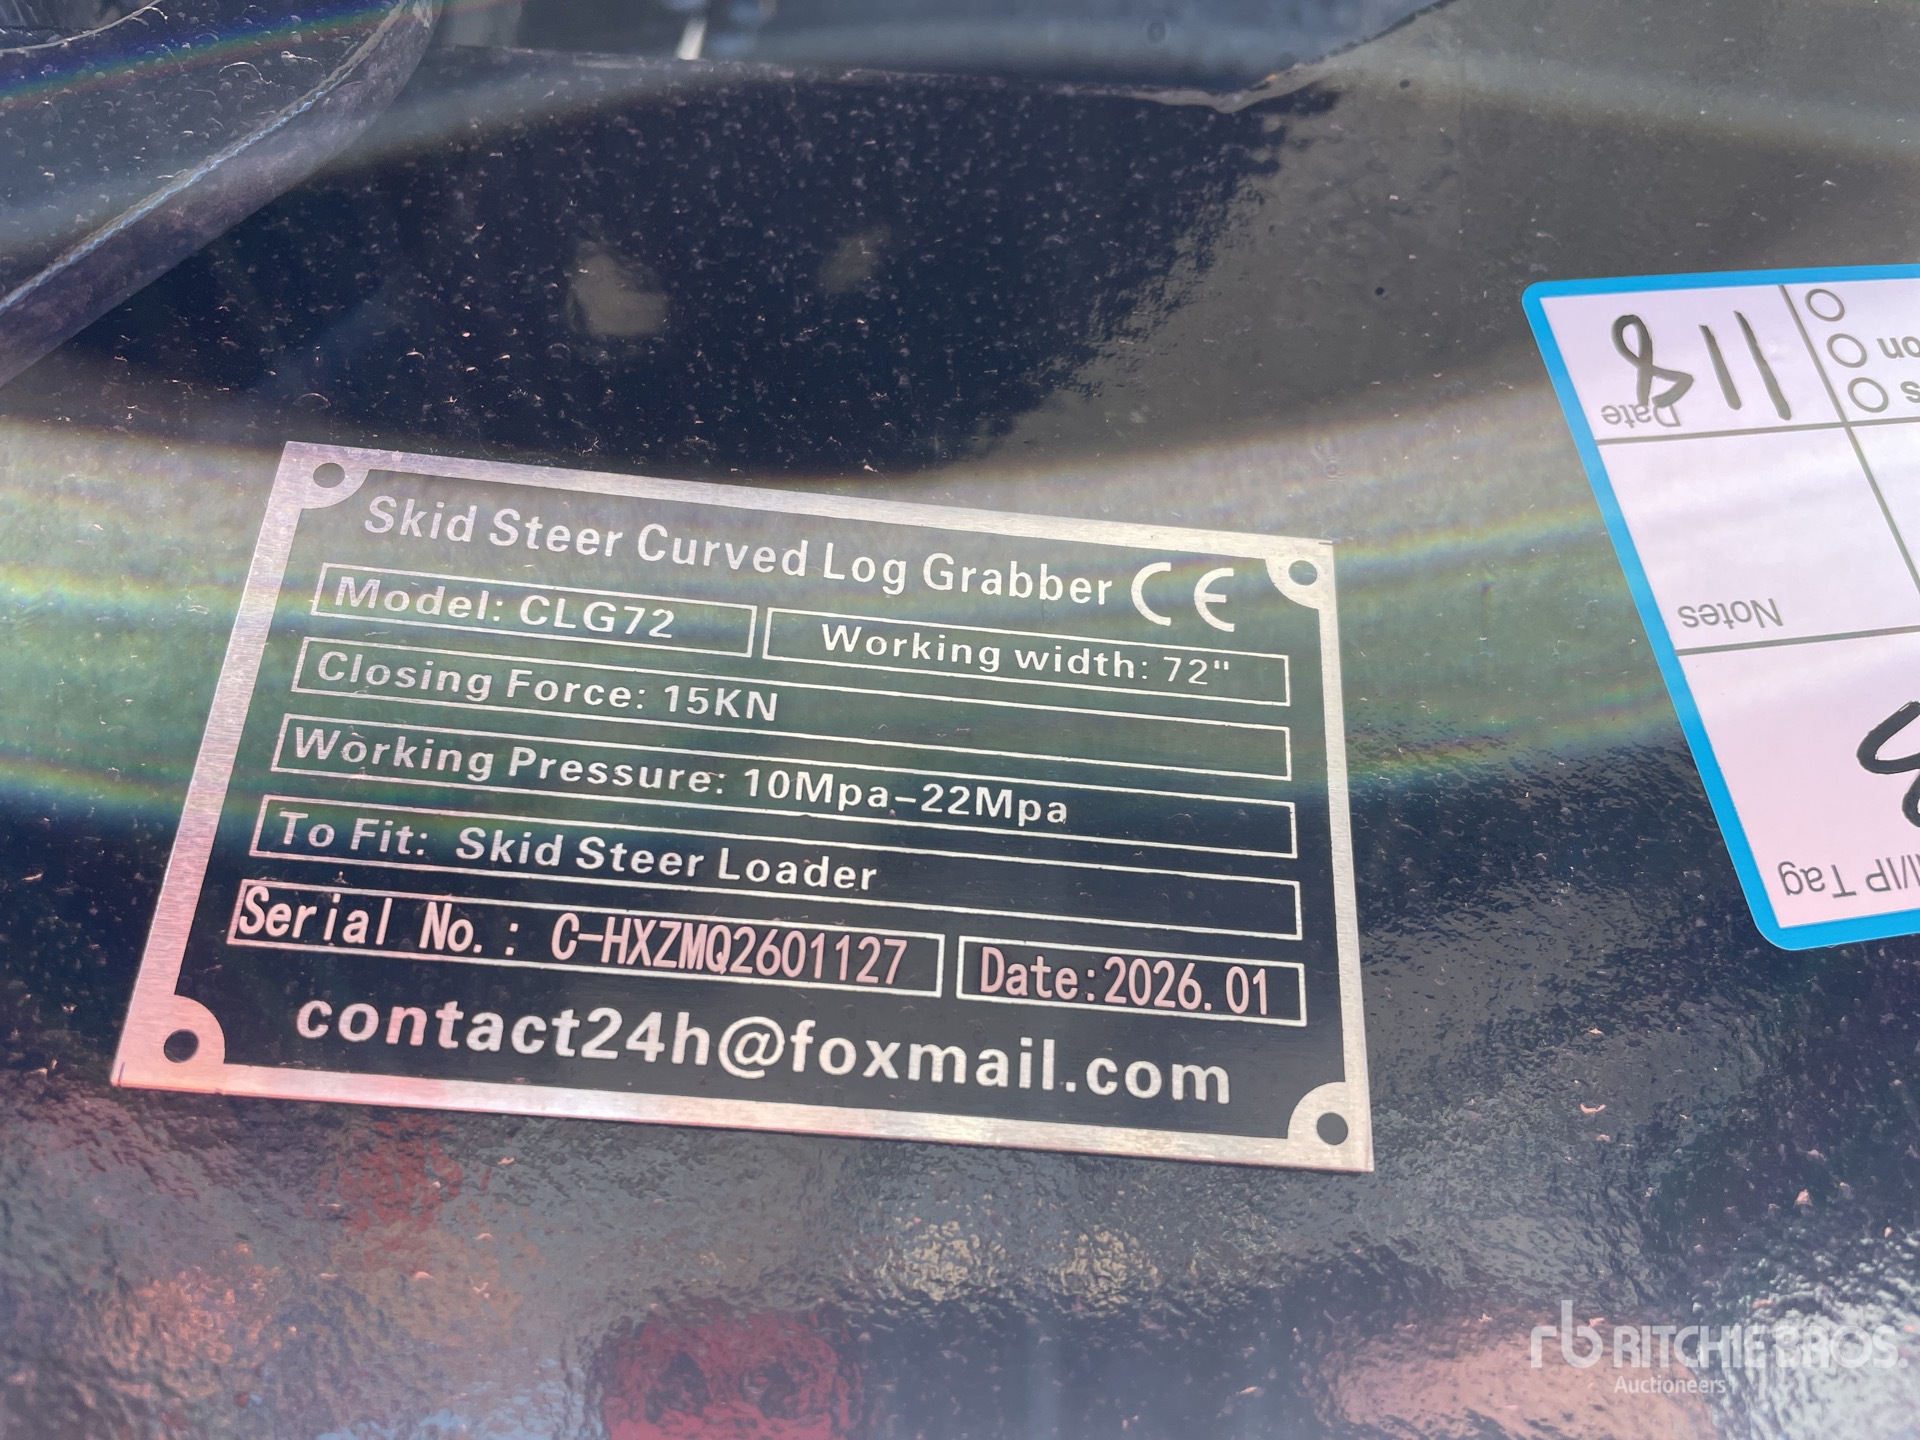 Skid Steer Curved Log Grabber CE
Model: CLG72
Working width: 72"
Closing Force: 15KN
Working Pressure: 10Mpa-22Mpa
To Fit: Skid Steer Loader
Serial No.: C-HXZMQ2601127
Date:2026.01
contact24h@foxmail.com
Date
Notes
/IP Tag
rb RITCHIE BROS.
Auctioneers